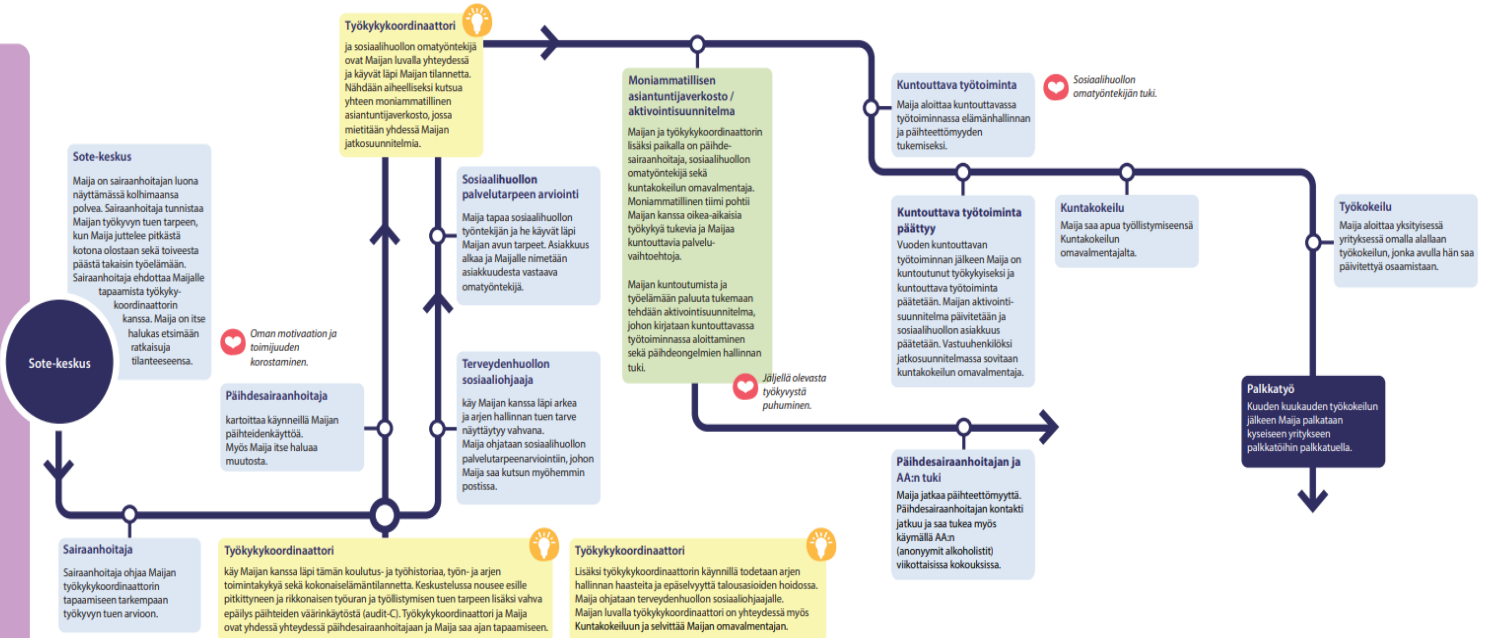 Sote-keskus
Sote-keskus
Maija on sairaanhoitajan luona
näyttämässä kolhimaansa
polvea. Sairaanhoitaja tunnistaa
Maijan työkyvyn tuen tarpeen,
kun Maija juttelee pitkästä
kotona olostaan sekä toiveesta
päästä takaisin työelämään.
Sairaanhoitaja ehdottaa Maijalle
tapaamista työkyky-
koordinaattorin
kanssa. Maija on itse
halukas etsimään
ratkaisuja
tilanteeseensa.
Oman motivaation ja
toimijuuden
korostaminen.
Sairaanhoitaja
Sairaanhoitaja ohjaa Maijan
työkykykoordinaattorin
tapaamiseen tarkempaan
työkyvyn tuen arvioon.
Työkykykoordinaattori
käy Maijan kanssa läpi tämän koulutus- ja työhistoriaa, työn- ja arjen
toimintakykyä sekä kokonaiselämäntilannetta. Keskustelussa nousee esille
pitkittyneen ja rikkonaisen työuran ja työllistymisen tuen tarpeen lisäksi vahva
epäilys päihteiden väärinkäytöstä (audit-C). Työkykykoordinaattori ja Maija
ovat yhdessä yhteydessä päihdesairaanhoitajaan ja Maija saa ajan tapaamiseen.
Työkykykoordinaattori
Lisäksi työkykykoordinaattorin käynnillä todetaan arjen
hallinnan haasteita ja epäselvyyttä talousasioiden hoidossa.
Maija ohjataan terveydenhuollon sosiaaliohjaajalle.
Maijan luvalla työkykykoordinaattori on yhteydessä myös
Kuntakokeiluun ja selvittää Maijan omavalmentajan.
Päihdesairaanhoitaja
kartoittaa käynneillä Maijan
päihteidenkäyttöä.
Myös Maija itse haluaa
muutosta.
Terveydenhuollon
sosiaaliohjaaja
käy Maijan kanssa läpi arkea
ja arjen hallinnan tuen tarve
näyttäytyy vahvana.
Maija ohjataan sosiaalihuollon
palvelutarpeenarviointiin, johon
Maija saa kutsun myöhemmin
postissa.
Sosiaalihuollon
palvelutarpeen arviointi
Maija tapaa sosiaalihuollon
työntekijän ja he käyvät läpi
Maijan avun tarpeet. Asiakkuus
alkaa ja Maijalle nimetään
asiakkuudesta vastaava
omatyöntekijä.
Työkykykoordinaattori
ja sosiaalihuollon omatyöntekijä
ovat Maijan luvalla yhteydessä
ja käyvät läpi Maijan tilannetta.
Nähdään aiheelliseksi kutsua
yhteen moniammatillinen
asiantuntijaverkosto, jossa
mietitään yhdessä Maijan
jatkosuunnitelmia.
Moniammatillisen
asiantuntijaverkosto /
aktivointisuunnitelma
Maijan ja työkykykoordinaattorin
lisäksi paikalla on päihde-
sairaanhoitaja, sosiaalihuollon
omatyöntekijä sekä
kuntakokeilun omavalmentaja.
Moniammatillinen tiimi pohtii
Maijan kanssa oikea-aikaisia
työkykyä tukevia ja Maijaa
kuntouttavia palvelu-
vaihtoehtoja.
Maijan kuntoutumista ja
työelämään paluuta tukemaan
tehdään aktivointisuunnitelma,
johon kirjataan kuntouttavassa
työtoiminnassa aloittaminen
sekä päihdeongelmien hallinnan
tuki.
Jäljellä olevasta
työkyvystä
puhuminen.
Päihdesairaanhoitajan ja
AA:n tuki
Maija jatkaa päihteettömyyttä.
Päihdesairaanhoitajan kontakti
jatkuu ja saa tukea myös
käymällä AA:n
(anonyymit alkoholistit)
viikottaisissa kokouksissa.
Kuntouttava työtoiminta
Maija aloittaa kuntouttavassa
työtoiminnassa elämänhallinnan
ja päihteettömyyden
tukemiseksi.
Sosiaalihuollon
omatyöntekijän tuki.
Kuntouttava työtoiminta
päättyy
Vuoden kuntouttavan
työtoiminnan jälkeen Maija on
kuntoutunut työkykyiseksi ja
kuntouttava työtoiminta
päätetään. Maijan aktivointi-
suunnitelma päivitetään ja
sosiaalihuollon asiakkuus
päätetään. Vastuuhenkilöksi
jatkosuunnitelmassa sovitaan
kuntakokeilun omavalmentaja.
Kuntakokeilu
Maija saa apua työllistymiseensä
Kuntakokeilun
omavalmentajalta.
Työkokeilu
Maija aloittaa yksityisessä
yrityksessä omalla alallaan
työkokeilun, jonka avulla hän saa
päivitettyä osaamistaan.
Palkkatyö
Kuuden kuukauden työkokeilun
jälkeen Maija palkataan
kyseiseen yritykseen
palkkatöihin palkkatuella.